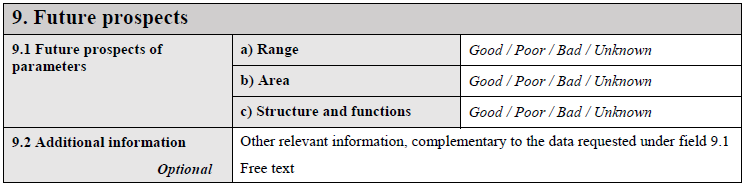 9. Future prospects
9.1 Future prospects of
parameters
a) Range
Good / Poor / Bad / Unknown
b) Area
Good / Poor / Bad / Unknown
c) Structure and functions
Good / Poor / Bad / Unknown
9.2 Additional information
Optional
Other relevant information, complementary to the data requested under field 9.1
Free text